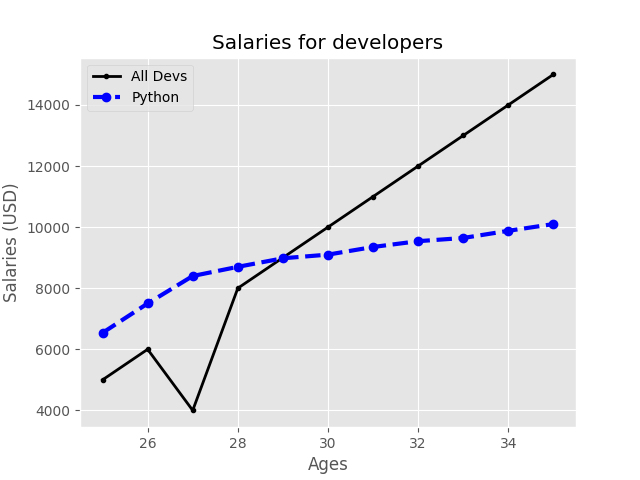 Salaries for developers
All Devs
Python
14000
12000
10000
8000
6000
4000
Salaries (USD)
26 28 30 32 34
Ages